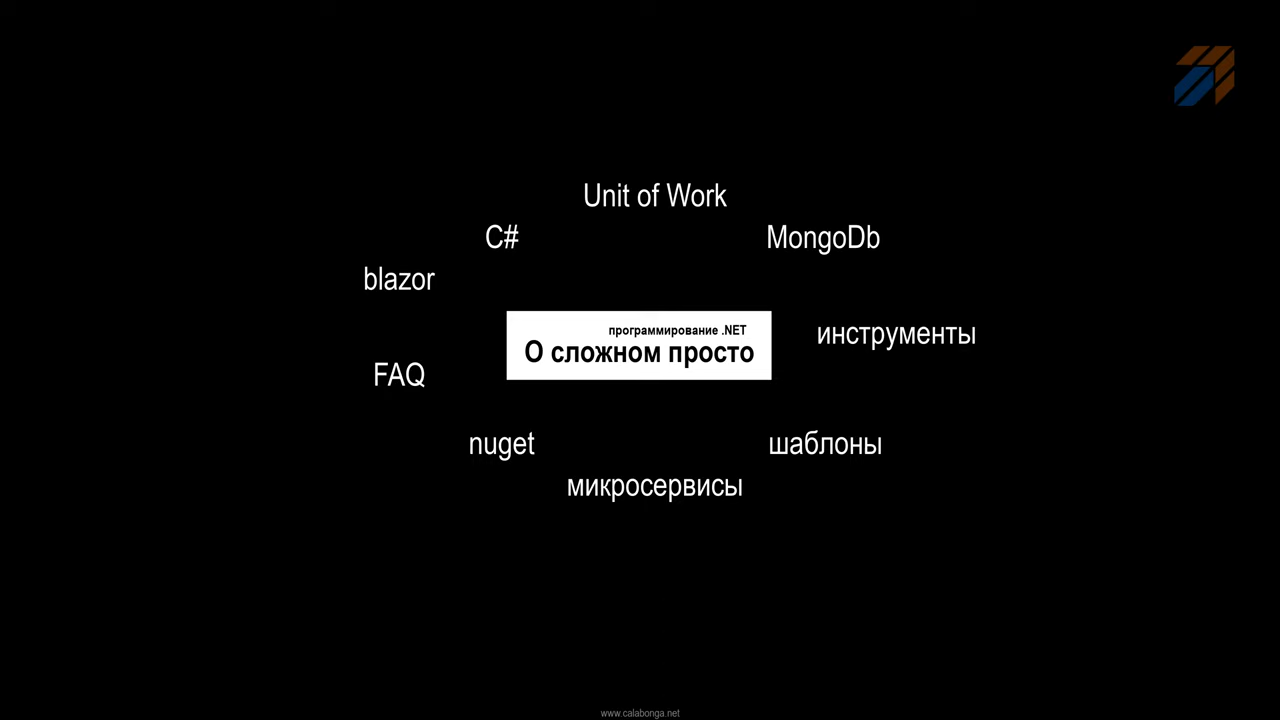 Unit of Work
C#
MongoDb
blazor
программирование .NET
О сложном просто
инструменты
FAQ
nuget
шаблоны
микросервисы
www.calabonga.net